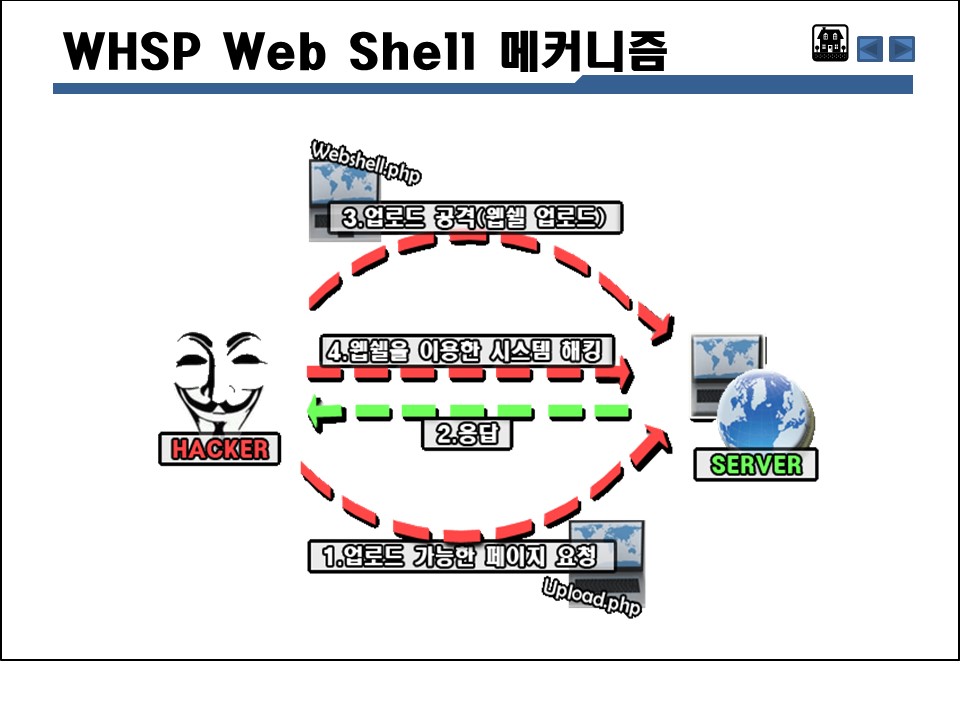 WHSP Web Shell 메커니즘
Webshell.php
3.업로드 공격(웹쉘 업로드)
4.웹쉘을 이용한 시스템 해킹
2.응답
HACKER
SERVER
1.업로드 가능한 페이지 요청
Upload.php